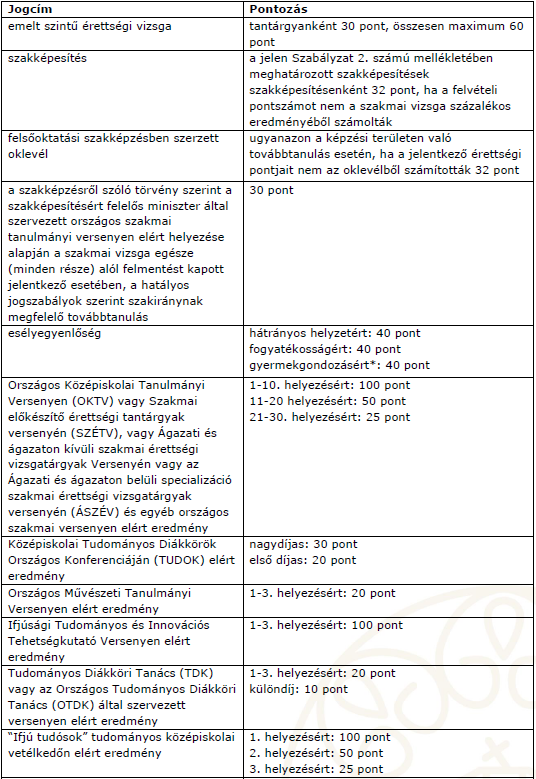 Jogcím
Pontozás
emelt szintű érettségi vizsga
tantárgyanként 30 pont, összesen maximum 60
pont
szakképesítés
a jelen Szabályzat 2. számú mellékletében
meghatározott szakképesítések
szakképesítésenként 32 pont, ha a felvételi
pontszámot nem a szakmai vizsga százalékos
eredményéből számolták
felsőoktatási szakképzésben szerzett
oklevél
ugyanazon a képzési területen való
továbbtanulás esetén, ha a jelentkező érettségi
pontjait nem az oklevélből számították 32 pont
a szakképzésről szóló törvény szerint a
szakképesítésért felelős miniszter által
szervezett országos szakmai
tanulmányi versenyen elért helyezése
alapján a szakmai vizsga egésze
(minden része) alól felmentést kapott
jelentkező esetében, a hatályos
jogszabályok szerint szakiránynak
megfelelő továbbtanulás
30 pont
esélyegyenlőség
hátrányos helyzetért: 40 pont
fogyatékosságért: 40 pont
gyermekgondozásért*: 40 pont
Országos Középiskolai Tanulmányi
Versenyen (OKTV) vagy Szakmai
előkészítő érettségi tantárgyak
versenyén (SZÉTV), vagy Ágazati és
ágazaton kívüli szakmai érettségi
vizsgatárgyak Versenyén vagy az
Ágazati és ágazaton belüli specializáció
szakmai érettségi vizsgatárgyak
versenyén (ÁSZÉV) és egyéb országos
szakmai versenyen elért eredmény
1-10. helyezésért: 100 pont
11-20 helyezésért: 50 pont
21-30. helyezésért: 25 pont
Középiskolai Tudományos Diákkörök
Országos Konferenciáján (TUDOK) elért
eredmény
nagydíjas: 30 pont
első díjas: 20 pont
Országos Művészeti Tanulmányi
Versenyen elért eredmény
1-3. helyezésért: 20 pont
Ifjúsági Tudományos és Innovációs
Tehetségkutató Versenyen elért
eredmény
1-3. helyezésért: 100 pont
Tudományos Diákköri Tanács (TDK)
vagy az Országos Tudományos Diákköri
Tanács (OTDK) által szervezett
versenyen elért eredmény
1-3. helyezésért: 20 pont
különdíj: 10 pont
"Ifjú tudósok" tudományos középiskolai
vetélkedőn elért eredmény
1. helyezésért: 100 pont
2. helyezésért: 50 pont
3. helyezésért: 25 pont